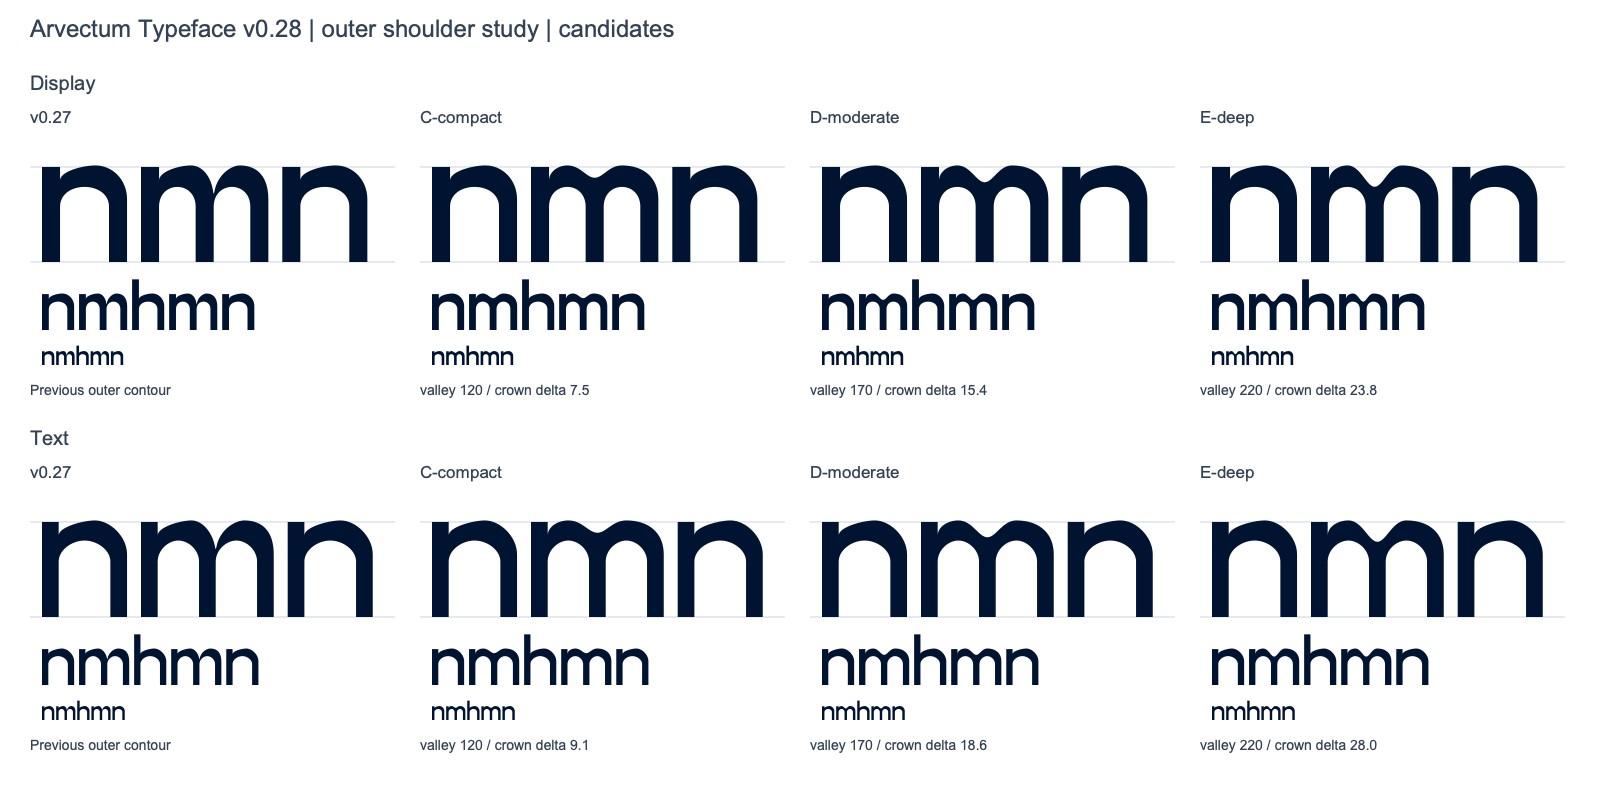 Arvectum Typeface v0.28 | outer shoulder study | candidates
Display
v0.27 C-compact D-moderate E-deep
nmn nmn nmn nmn
nmhmn nmhmn nmhmn nmhmn
nmhmn nmhmn nmhmn nmhmn
Previous outer contour valley 120 / crown delta 7.5 valley 170 / crown delta 15.4 valley 220 / crown delta 23.8
Text
v0.27 C-compact D-moderate E-deep
nmn nmn nmn nmn
nmhmn nmhmn nmhmn nmhmn
nmhmn nmhmn nmhmn nmhmn
Previous outer contour valley 120 / crown delta 9.1 valley 170 / crown delta 18.6 valley 220 / crown delta 28.0